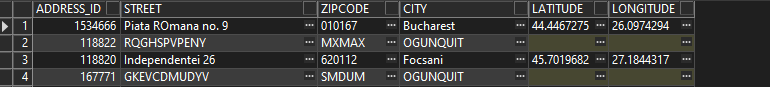 ADDRESS_ID STREET ZIPCODE CITY LATITUDE LONGITUDE
1 1534666 Piata ROmana no. 9 ... 010167 ... Bucharest ... 44.4467275 ... 26.0974294 ...
2 118822 RQGHSPVPENY ... MXMAX ... OGUNQUIT ... ... ...
3 118820 Independentei 26 ... 620112 ... Focsani ... 45.7019682 ... 27.1844317 ...
4 167771 GKEVCDMUDYV ... SMDUM ... OGUNQUIT ... ... ...